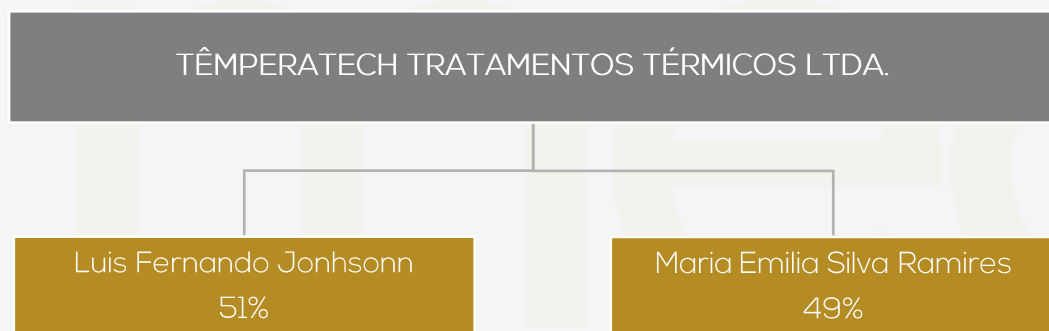 TÊMPERATECH TRATAMENTOS TÉRMICOS LTDA.
Luis Fernando Jonhsonn
51%
Maria Emilia Silva Ramires
49%